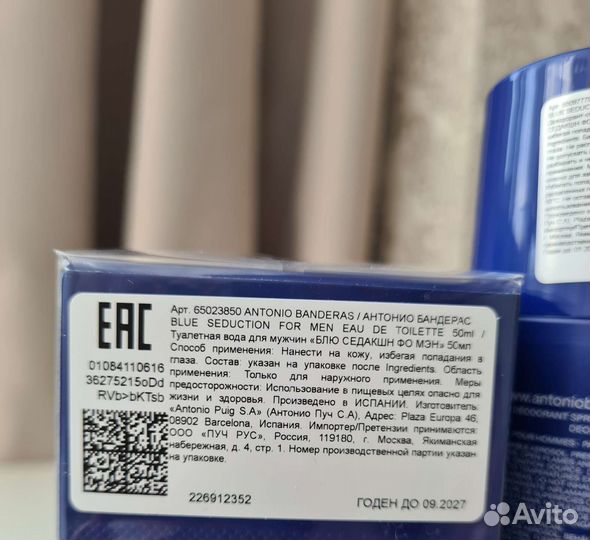 EAC
01084110616
36275215oDd
RVb>bKTsb
Арт. 65023850 ANTONIO BANDERAS / АНТОНИО БАНДЕРАС
BLUE SEDUCTION FOR MEN EAU DE TOILETTE 50ml /
Туалетная вода для мужчин «БЛЮ СЕДАКШН ФО МЭН» 50мл
Способ применения: Нанести на кожу, избегая попадания в
глаза. Состав указан на упаковке после Ingredients. Область
применения: Только для наружного применения. Меры
предосторожности: Использование в пищевых целях опасно для
жизни и здоровья. Произведено в ИСПАНИИ. Изготовитель:
«Antonio Puig S.A» (Антонио Пуч С.А), Адрес: Plaza Europa 46,
08902 Barcelona, Испания. Импортер/Претензии принимаются:
ООО «ПУЧ РУС», Россия, 119180, г. Москва, Якиманская
набережная, д. 4, стр. 1. Номер производственной партии указан
на упаковке.
226912352
ГОДЕН ДО 09.2027
www.antoniob
DEODORANT SPR
Avito